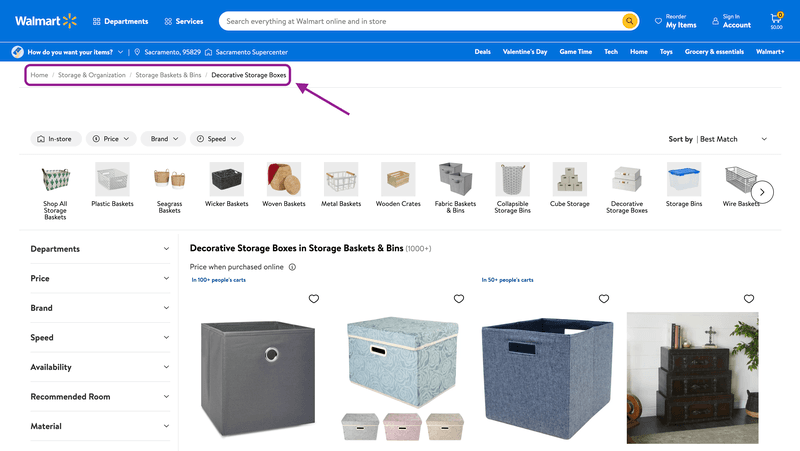 Walmart
Departments
Services
Search everything at Walmart online and in store
Reorder
My Items
Sign In
Account
0
$0.00
How do you want your items?
Sacramento, 95829
Sacramento Supercenter
Deals
Valentine's Day
Game Time
Tech
Home
Toys
Grocery & essentials
Walmart+
Home / Storage & Organization / Storage Baskets & Bins / Decorative Storage Boxes
In-store
Price
Brand
Speed
Sort by | Best Match
Shop All
Storage
Baskets
Plastic Baskets
Seagrass
Baskets
Wicker Baskets
Woven Baskets
Metal Baskets
Wooden Crates
Fabric Baskets
& Bins
Collapsible
Storage Bins
Cube Storage
Decorative
Storage Boxes
Storage Bins
Wire Baskets
Departments
Price
Brand
Speed
Availability
Recommended Room
Material
Decorative Storage Boxes in Storage Baskets & Bins (1000+)
Price when purchased online
In 100+ people's carts
In 50+ people's carts